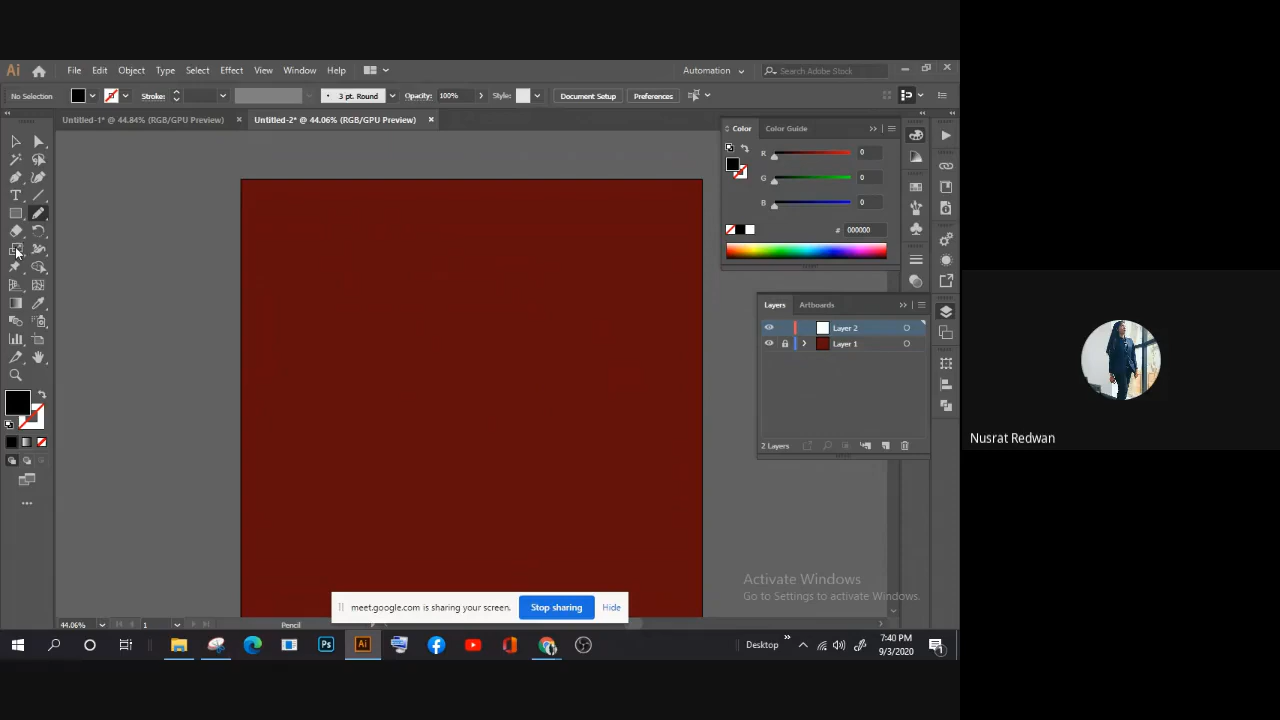 Ai File Edit Object Type Select Effect View Window Help Automation Search Adobe Stock
No Selection Stroke: 3 pt. Round Opacity: 100% Style: Document Setup Preferences
Untitled-1* @ 44.84% (RGB/GPU Preview) Untitled-2* @ 44.06% (RGB/GPU Preview)
Color Color Guide
R 0
G 0
B 0
# 000000
Layers Artboards
Layer 2
Layer 1
2 Layers
Nusrat Redwan
Activate Windows
Go to Settings to activate Windows.
meet.google.com is sharing your screen. Stop sharing Hide
44.06% 1 Pencil
Ps Ai Desktop 7:40 PM
9/3/2020 1